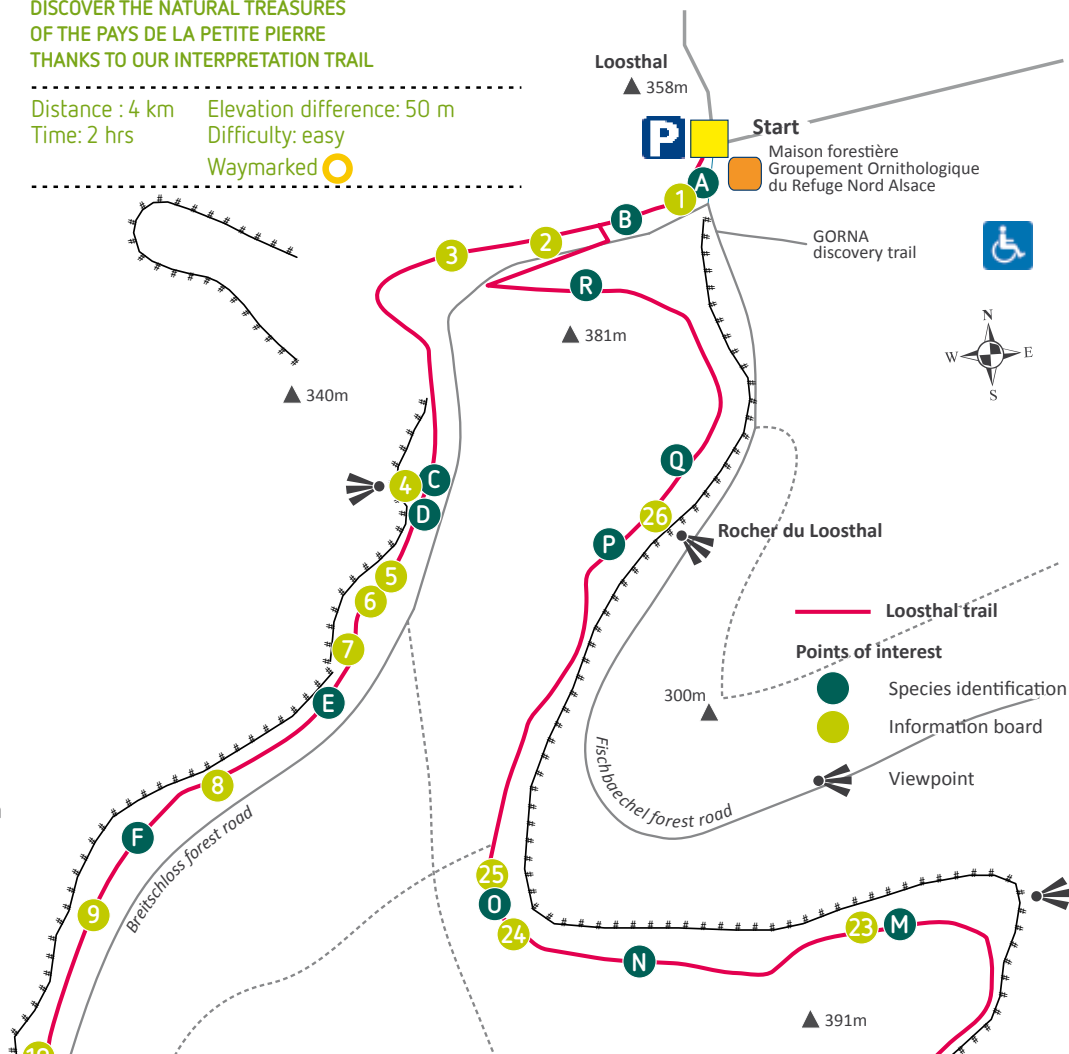 DISCOVER THE NATURAL TREASURES
OF THE PAYS DE LA PETITE PIERRE
THANKS TO OUR INTERPRETATION TRAIL
Distance : 4 km
Time: 2 hrs
Elevation difference: 50 m
Difficulty: easy
Waymarked
Loosthal
358m
P
Start
Maison forestière
Groupement Ornithologique
du Refuge Nord Alsace
A
1
B
2
3
GORNA
discovery trail
R
381m
N
W
E
S
340m
4
C
D
Q
26
P
Rocher du Loosthal
5
6
7
E
Loosthal trail
Points of interest
Species identification
Information board
Viewpoint
300m
8
F
9
Breitschloss forest road
Fischbaechel forest road
25
O
24
N
23
M
391m